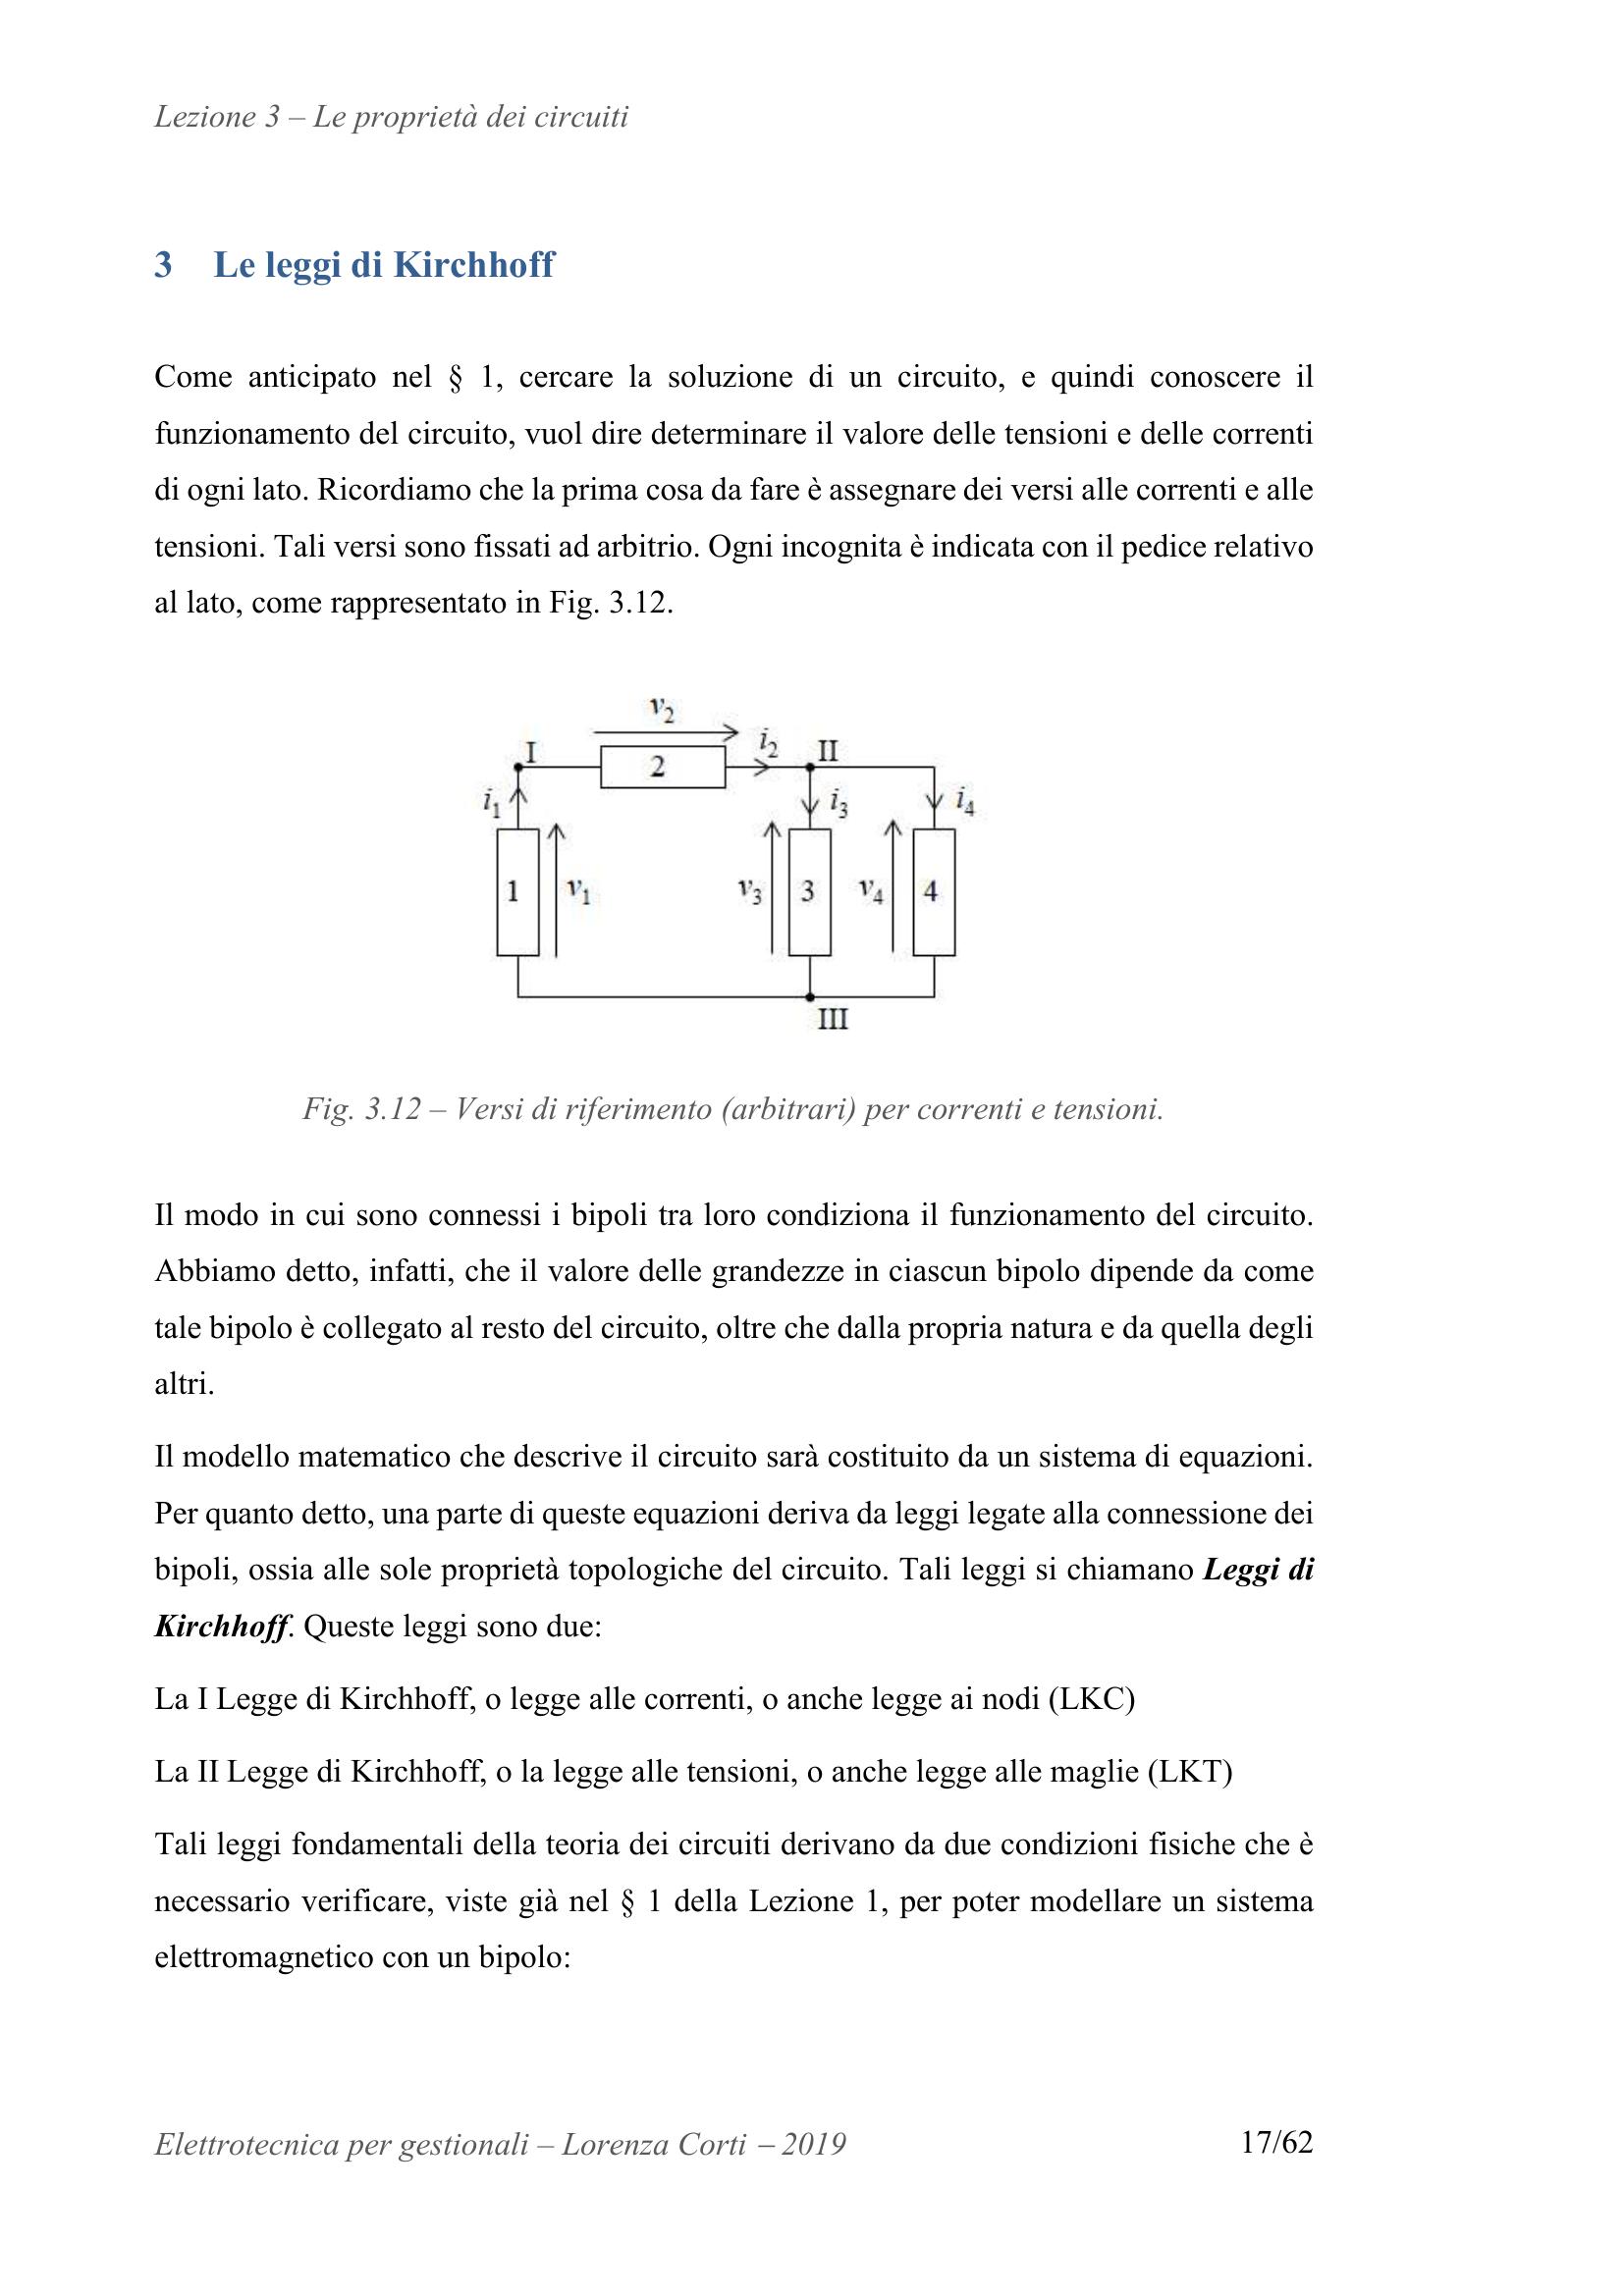 Lezione 3 – Le proprietà dei circuiti
3 Le leggi di Kirchhoff
Come anticipato nel § 1, cercare la soluzione di un circuito, e quindi conoscere il
funzionamento del circuito, vuol dire determinare il valore delle tensioni e delle correnti
di ogni lato. Ricordiamo che la prima cosa da fare è assegnare dei versi alle correnti e alle
tensioni. Tali versi sono fissati ad arbitrio. Ogni incognita è indicata con il pedice relativo
al lato, come rappresentato in Fig. 3.12.
v2
I
2
i2
II
i1
i3
i4
1
v1
v3
3
v4
4
III
Fig. 3.12 – Versi di riferimento (arbitrari) per correnti e tensioni.
Il modo in cui sono connessi i bipoli tra loro condiziona il funzionamento del circuito.
Abbiamo detto, infatti, che il valore delle grandezze in ciascun bipolo dipende da come
tale bipolo è collegato al resto del circuito, oltre che dalla propria natura e da quella degli
altri.
Il modello matematico che descrive il circuito sarà costituito da un sistema di equazioni.
Per quanto detto, una parte di queste equazioni deriva da leggi legate alla connessione dei
bipoli, ossia alle sole proprietà topologiche del circuito. Tali leggi si chiamano Leggi di
Kirchhoff. Queste leggi sono due:
La I Legge di Kirchhoff, o legge alle correnti, o anche legge ai nodi (LKC)
La II Legge di Kirchhoff, o la legge alle tensioni, o anche legge alle maglie (LKT)
Tali leggi fondamentali della teoria dei circuiti derivano da due condizioni fisiche che è
necessario verificare, viste già nel § 1 della Lezione 1, per poter modellare un sistema
elettromagnetico con un bipolo:
Elettrotecnica per gestionali – Lorenza Corti – 2019
17/62